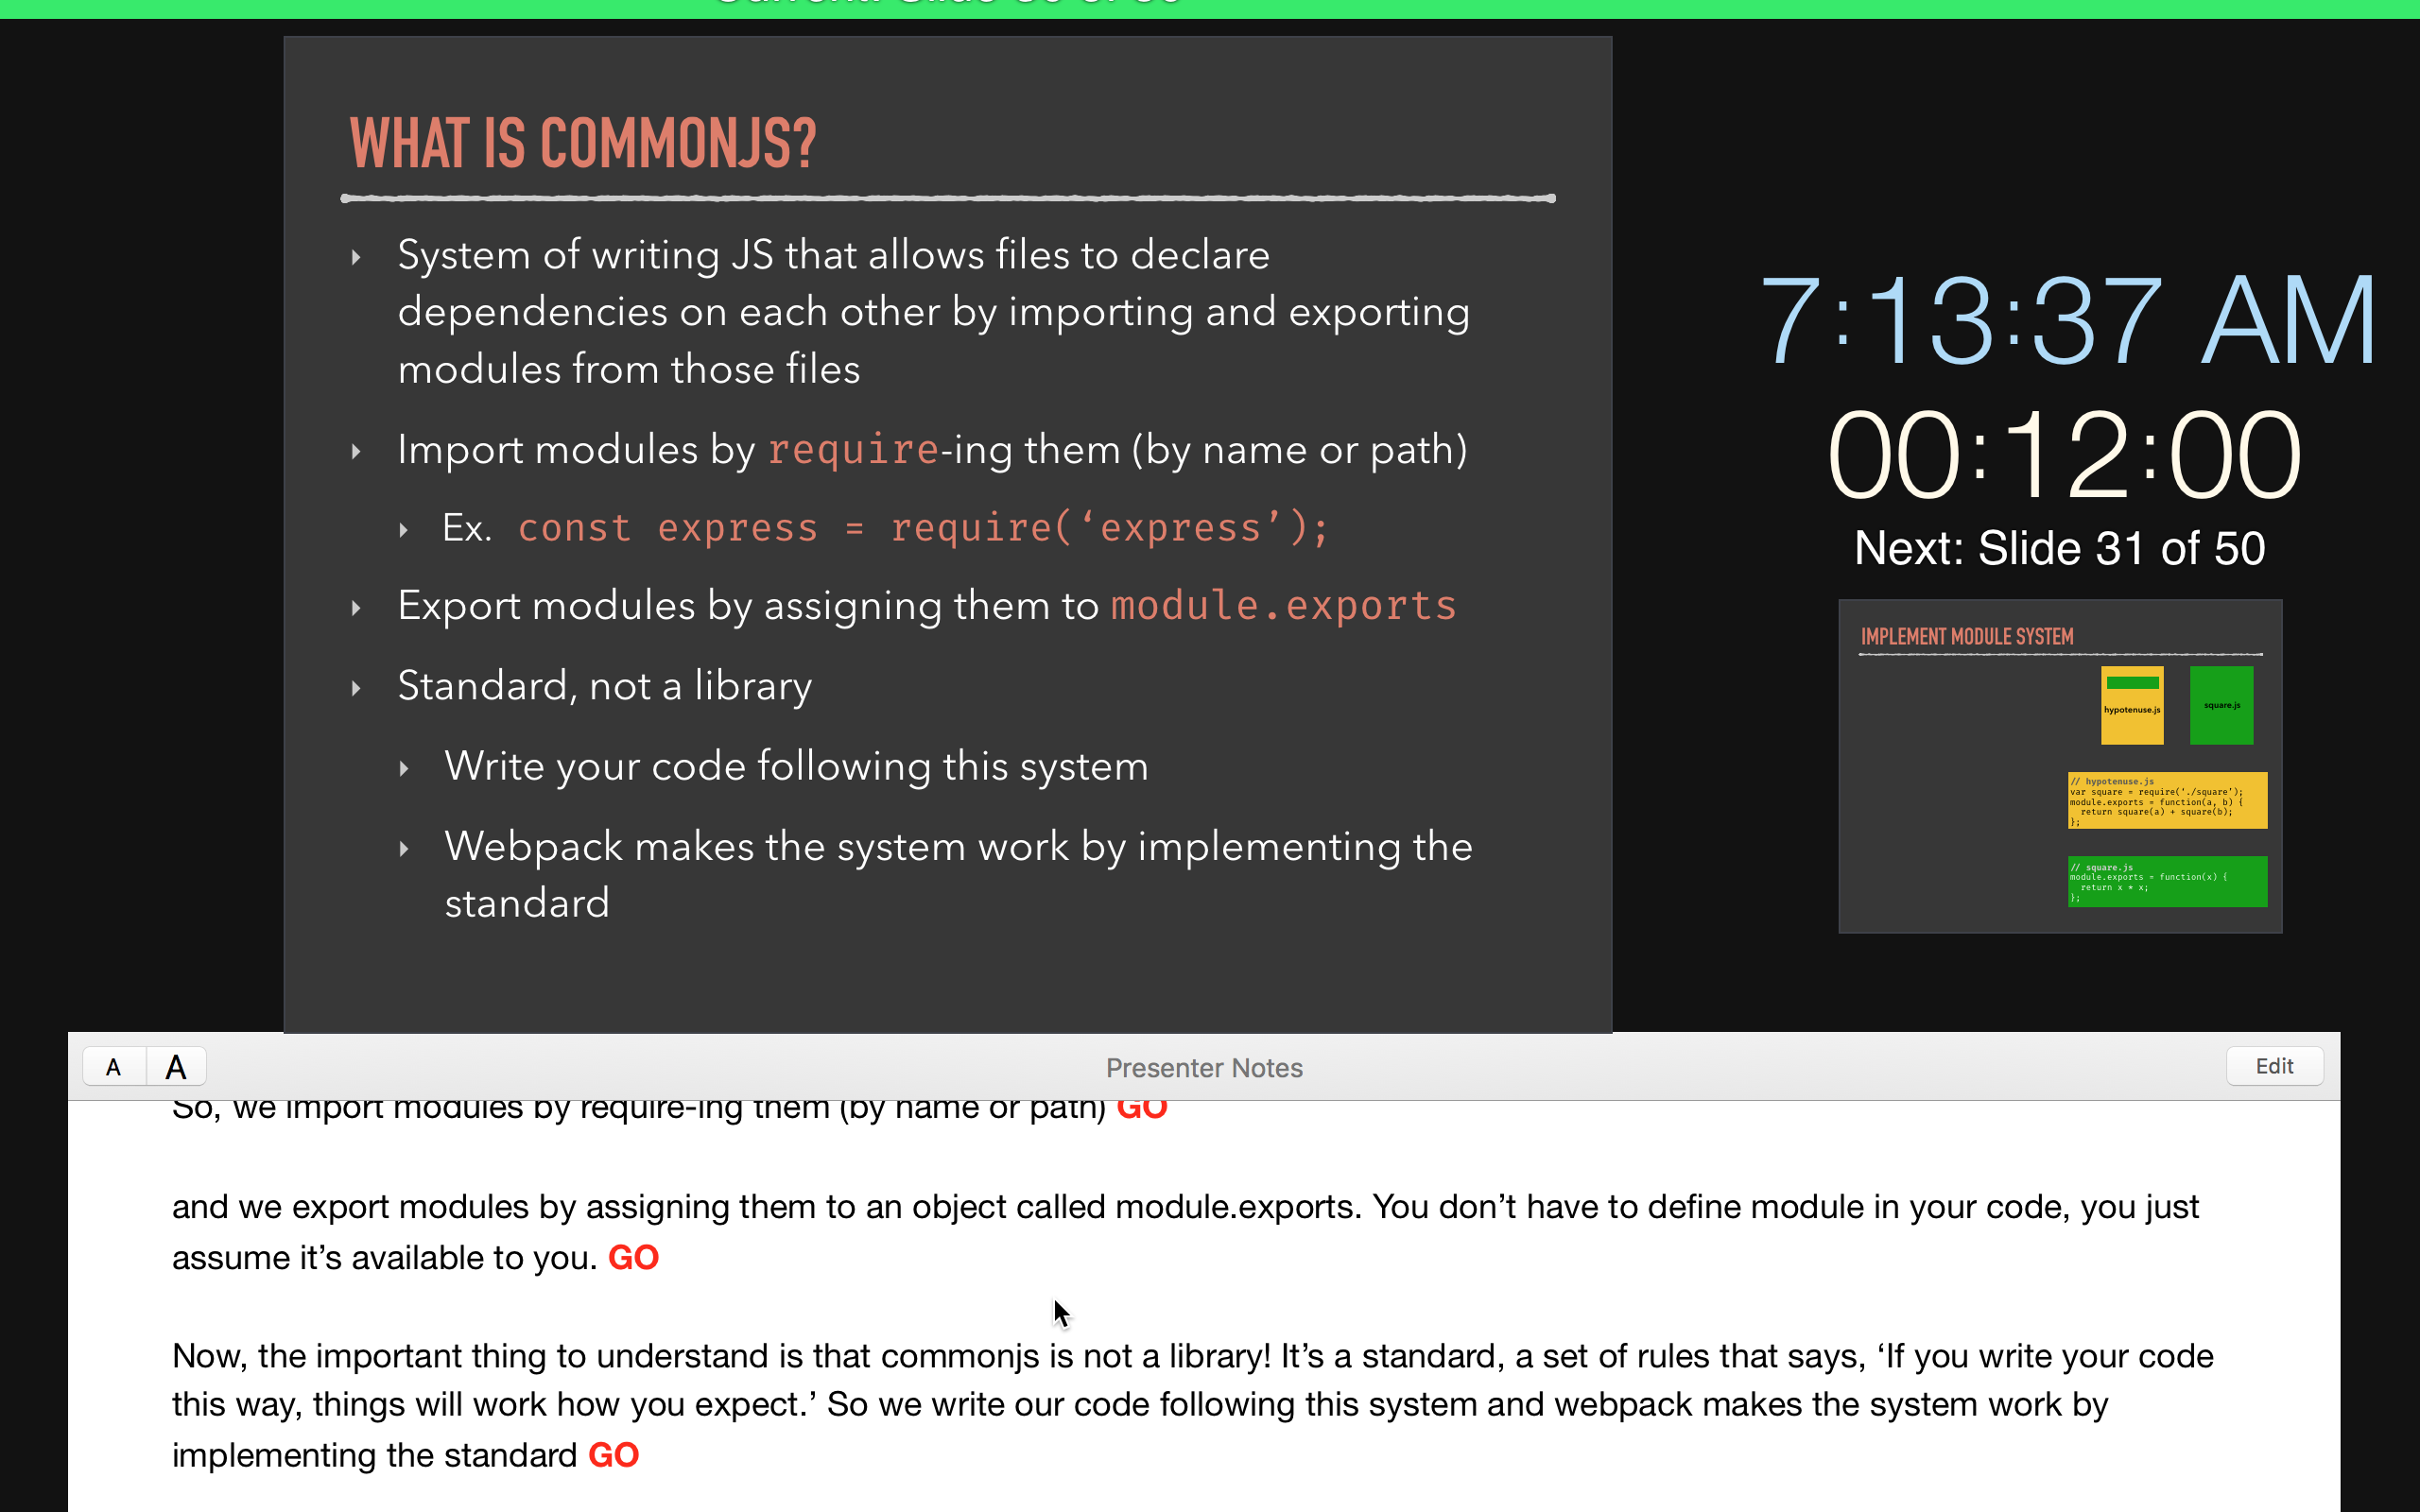 WHAT IS COMMONJS?
System of writing JS that allows files to declare
dependencies on each other by importing and exporting
modules from those files
Import modules by require-ing them (by name or path)
Ex. const express = require(‘express’);
Export modules by assigning them to module.exports
Standard, not a library
Write your code following this system
Webpack makes the system work by implementing the
standard
7:13:37 AM
00:12:00
Next: Slide 31 of 50
IMPLEMENT MODULE SYSTEM
hypotenuse.js
square.js
// hypotenuse.js
var square = require(‘./square’);
module.exports = function(a, b) {
return square(a) + square(b);
};
// square.js
module.exports = function(x) {
return x * x;
};
A A
Presenter Notes
Edit
So, we import modules by require-ing them (by name or path) GO
and we export modules by assigning them to an object called module.exports. You don’t have to define module in your code, you just
assume it’s available to you. GO
Now, the important thing to understand is that commonjs is not a library! It’s a standard, a set of rules that says, ‘If you write your code
this way, things will work how you expect.’ So we write our code following this system and webpack makes the system work by
implementing the standard GO